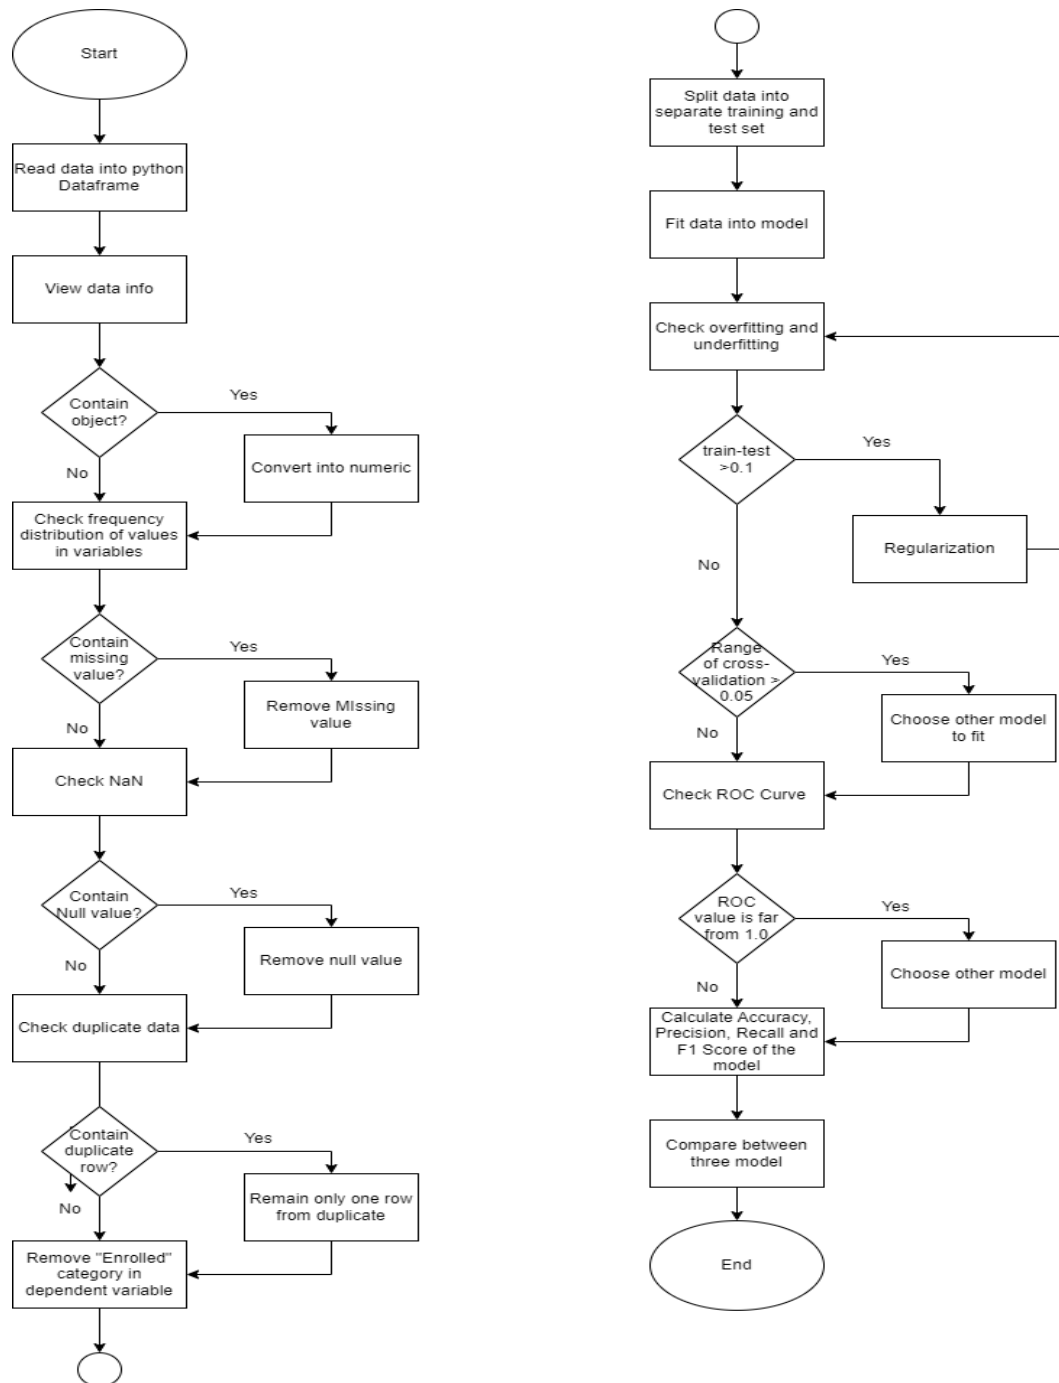 Start
Read data into python
Dataframe
View data info
Contain
object?
Yes
Convert into numeric
No
Check frequency
distribution of values
in variables
Contain
missing
value?
Yes
Remove MIssing
value
No
Check NaN
Contain
Null value?
Yes
Remove null value
No
Check duplicate data
Contain
duplicate
row?
Yes
Remain only one row
from duplicate
No
Remove "Enrolled"
category in
dependent variable
Split data into
separate training and
test set
Fit data into model
Check overfitting and
underfitting
train-test
>0.1
Yes
Regularization
No
Range
of cross-
validation >
0.05
Yes
Choose other model
to fit
No
Check ROC Curve
ROC
value is far
from 1.0
Yes
Choose other model
No
Calculate Accuracy,
Precision, Recall and
F1 Score of the
model
Compare between
three model
End